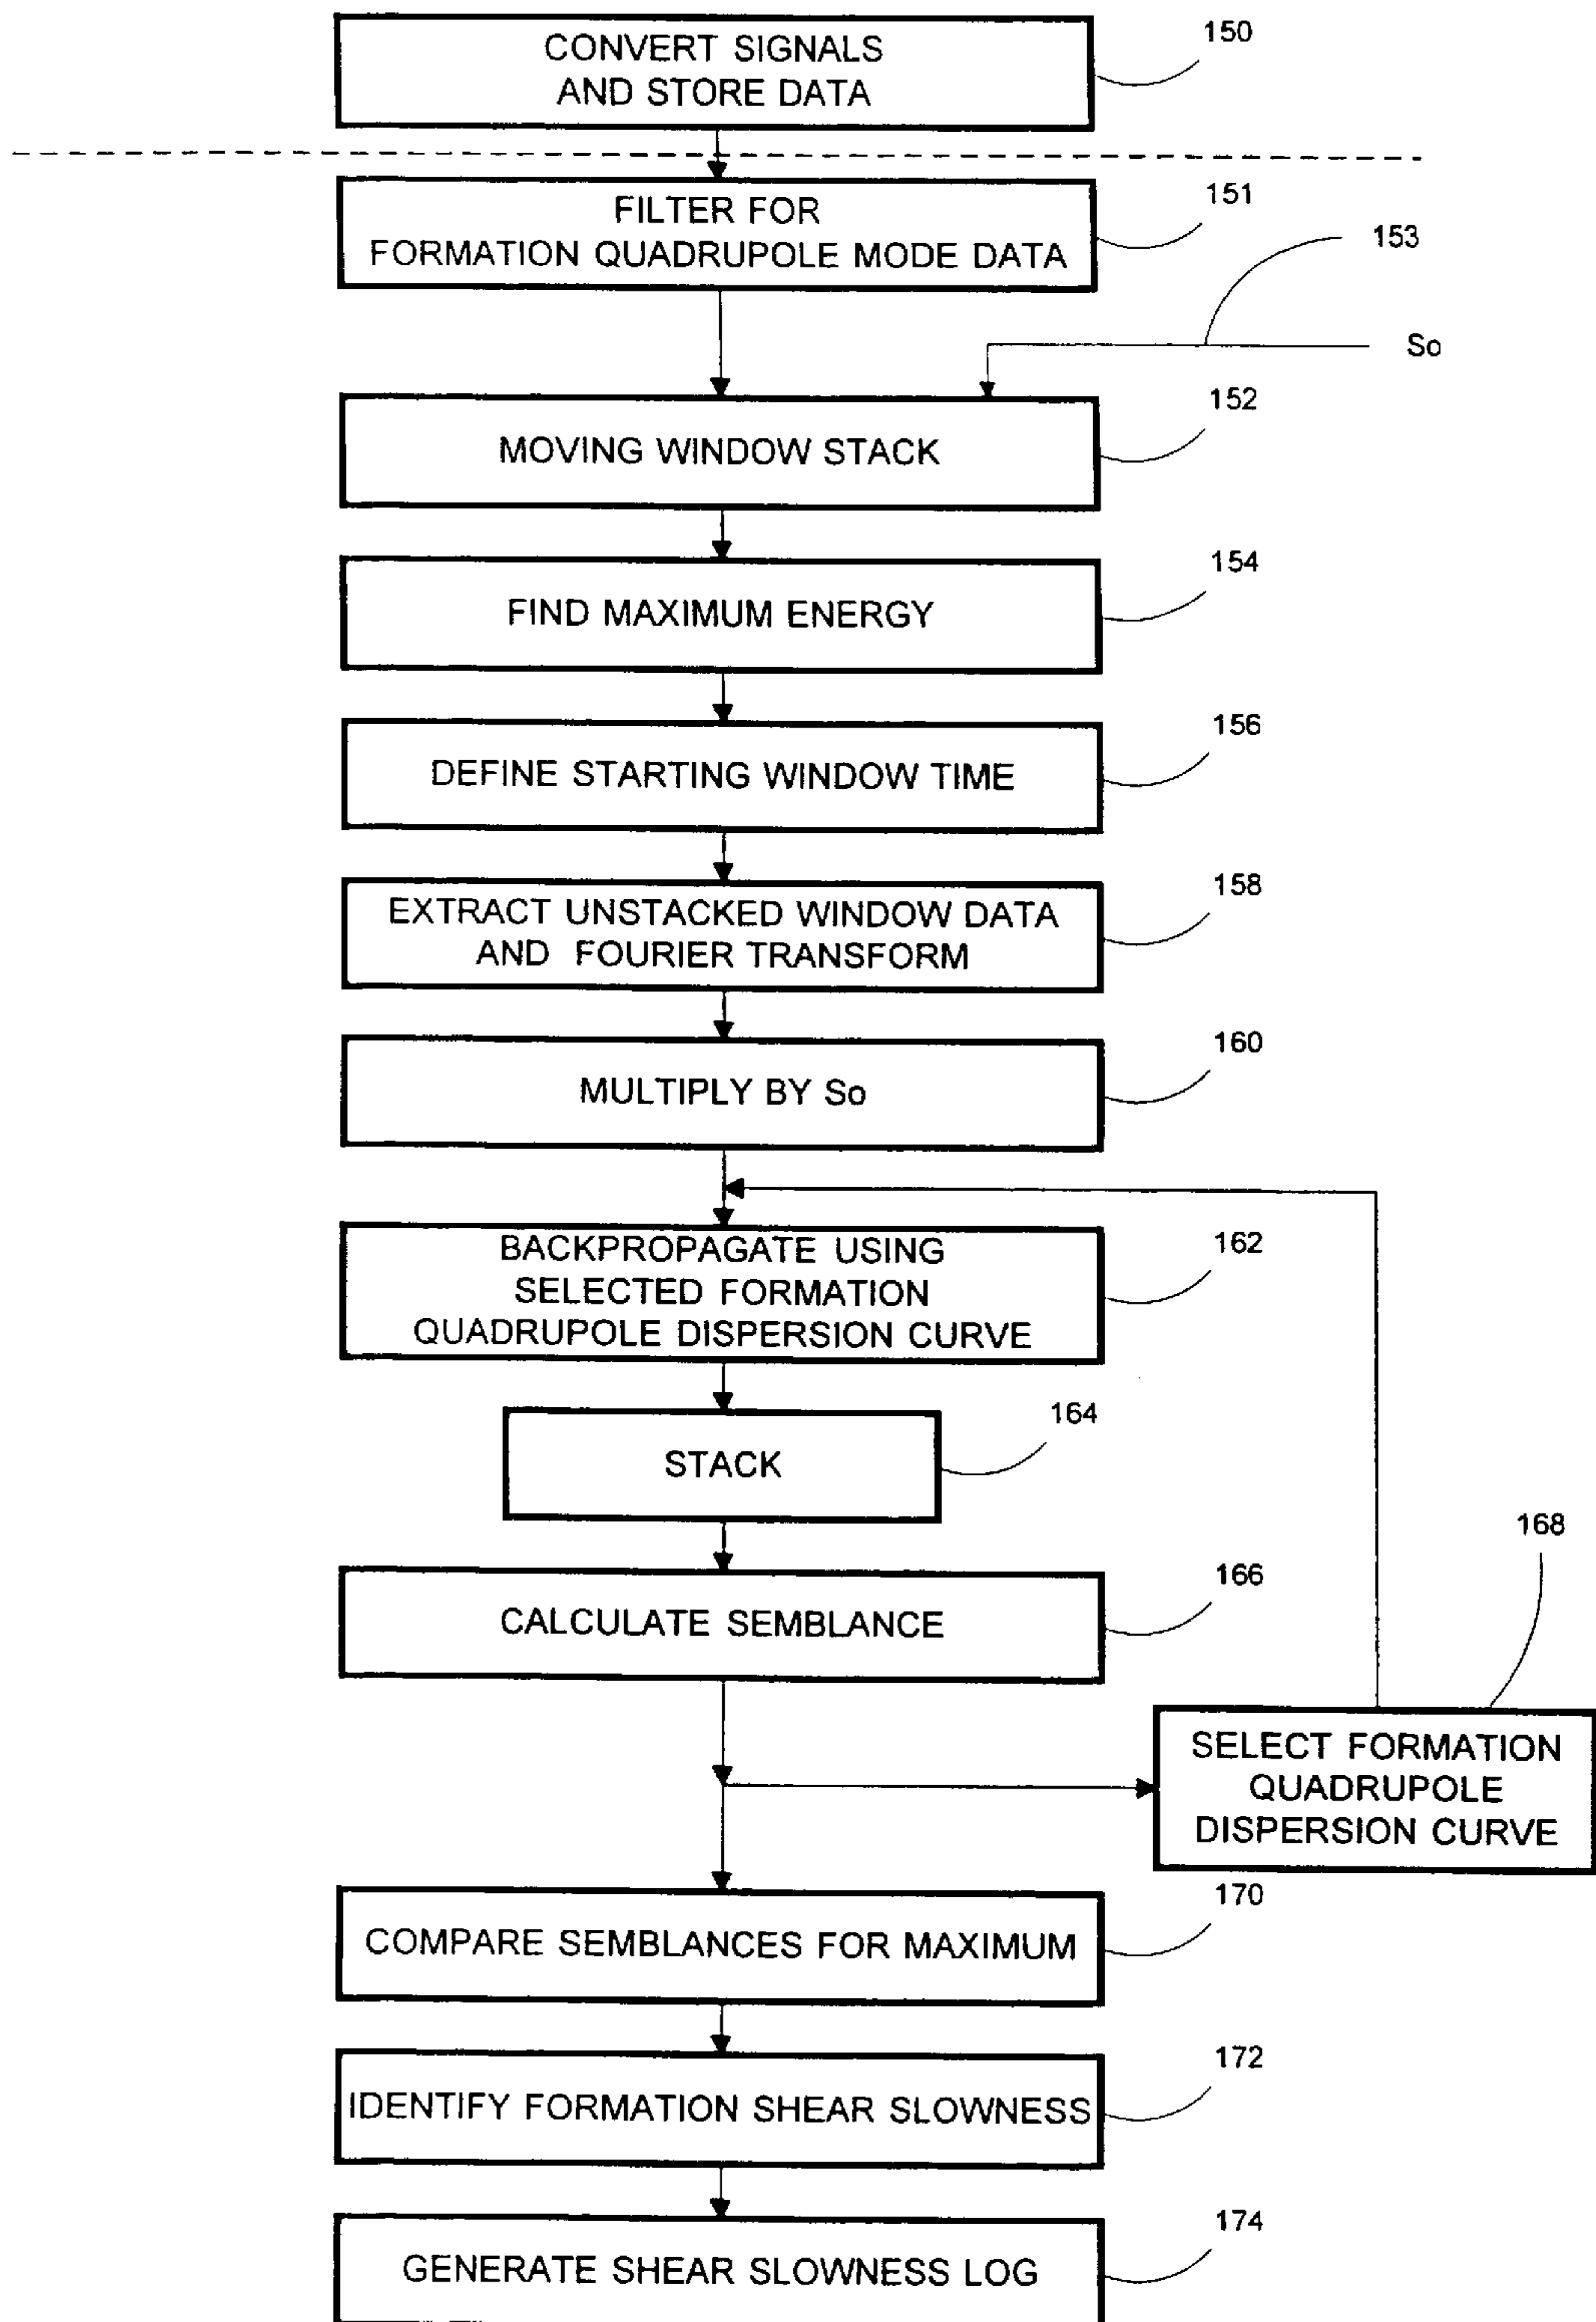 CONVERT SIGNALS
AND STORE DATA
150
FILTER FOR
FORMATION QUADRUPOLE MODE DATA
151
153
So
MOVING WINDOW STACK
152
FIND MAXIMUM ENERGY
154
DEFINE STARTING WINDOW TIME
156
EXTRACT UNSTACKED WINDOW DATA
AND FOURIER TRANSFORM
158
MULTIPLY BY So
160
BACKPROPAGATE USING
SELECTED FORMATION
QUADRUPOLE DISPERSION CURVE
162
STACK
164
CALCULATE SEMBLANCE
166
168
SELECT FORMATION
QUADRUPOLE
DISPERSION CURVE
COMPARE SEMBLANCES FOR MAXIMUM
170
IDENTIFY FORMATION SHEAR SLOWNESS
172
GENERATE SHEAR SLOWNESS LOG
174